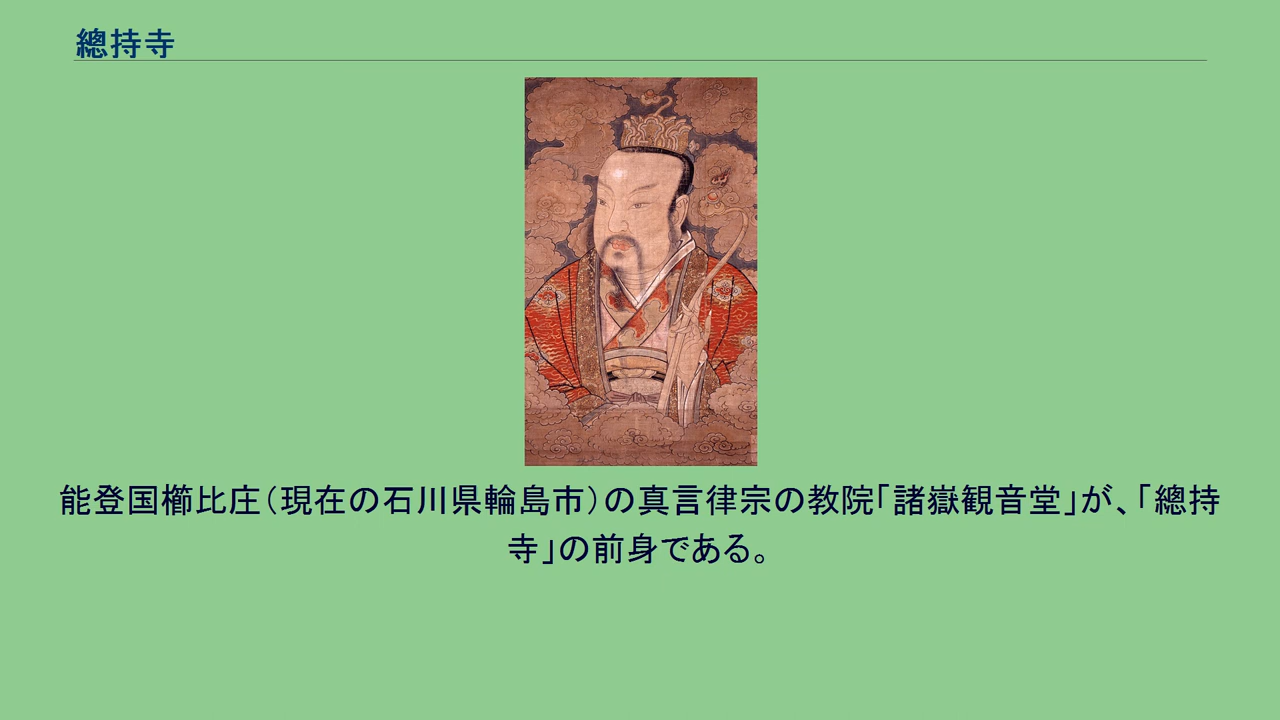 總持寺
能登国櫛比庄（現在の石川県輪島市）の真言律宗の教院「諸嶽観音堂」が、「總持
寺」の前身である。